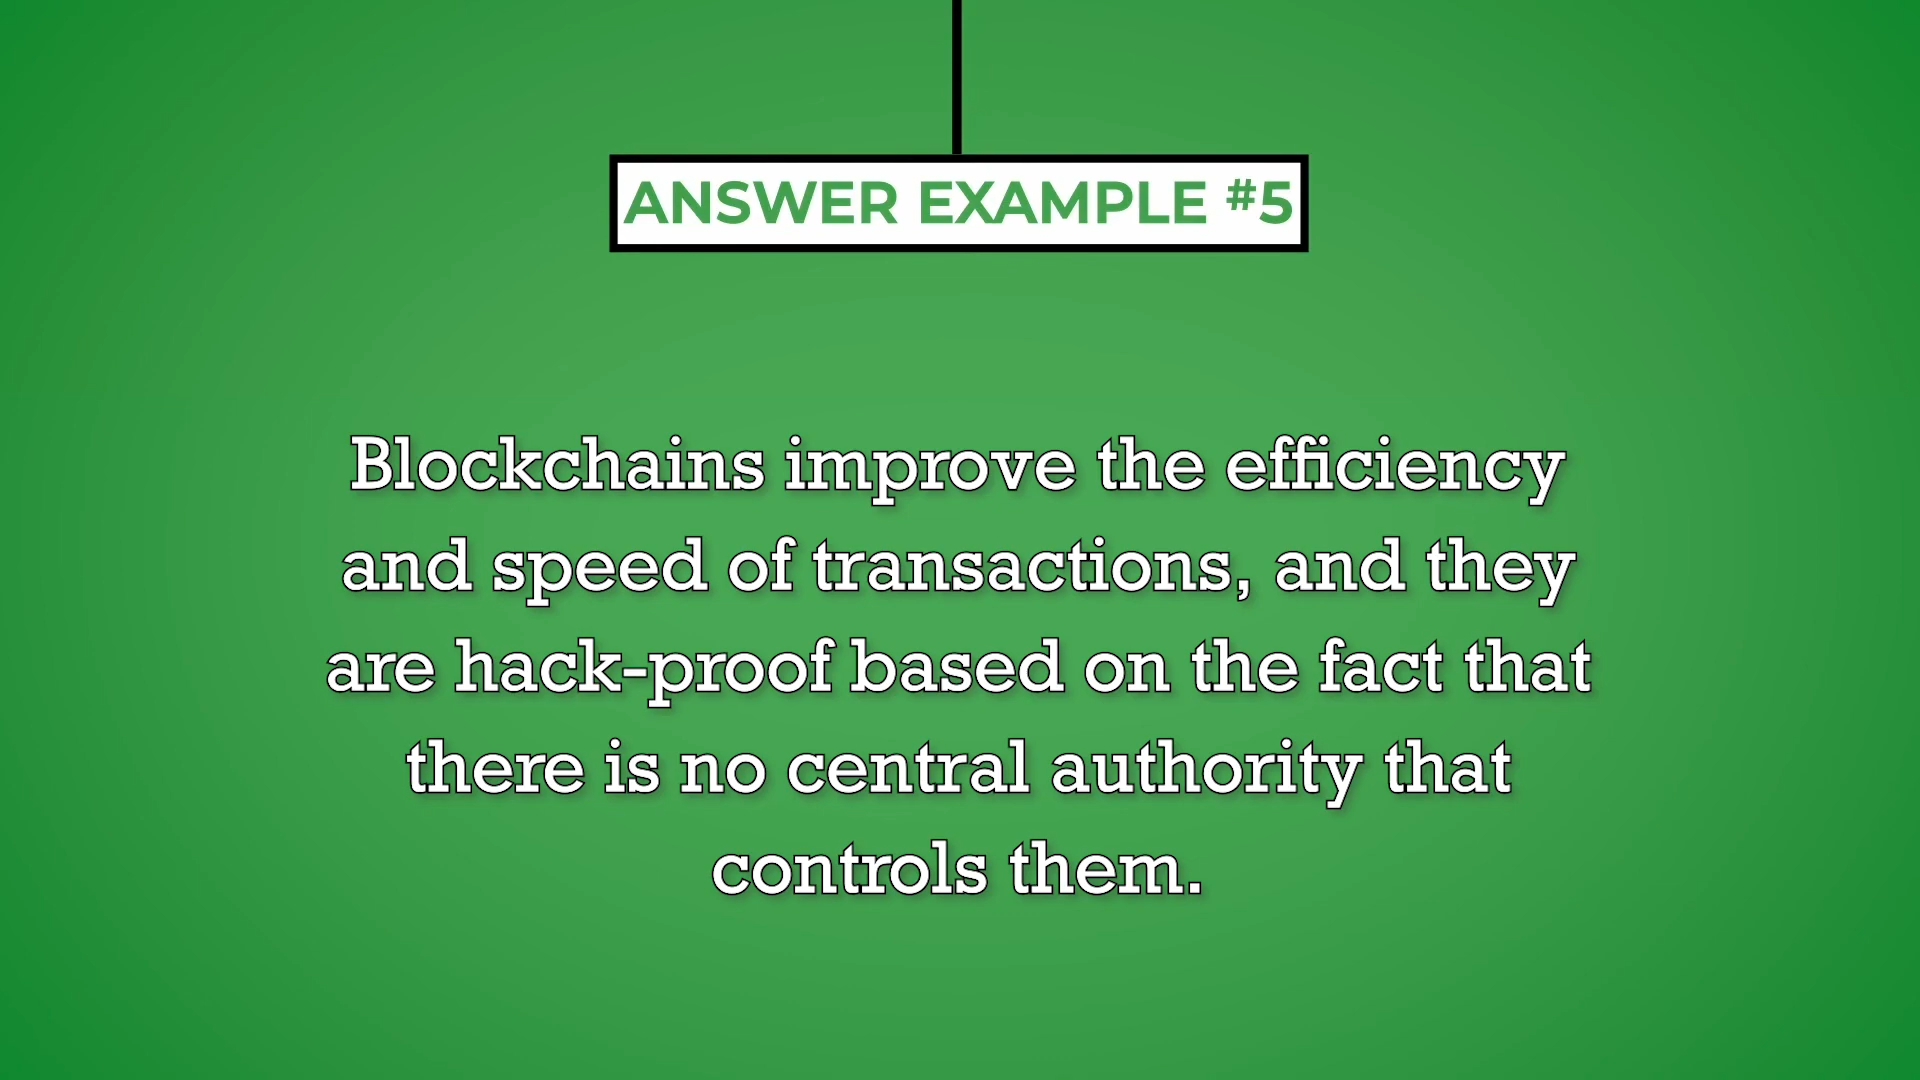 ANSWER EXAMPLE #5
Blockchains improve the efficiency
and speed of transactions, and they
are hack-proof based on the fact that
there is no central authority that
controls them.